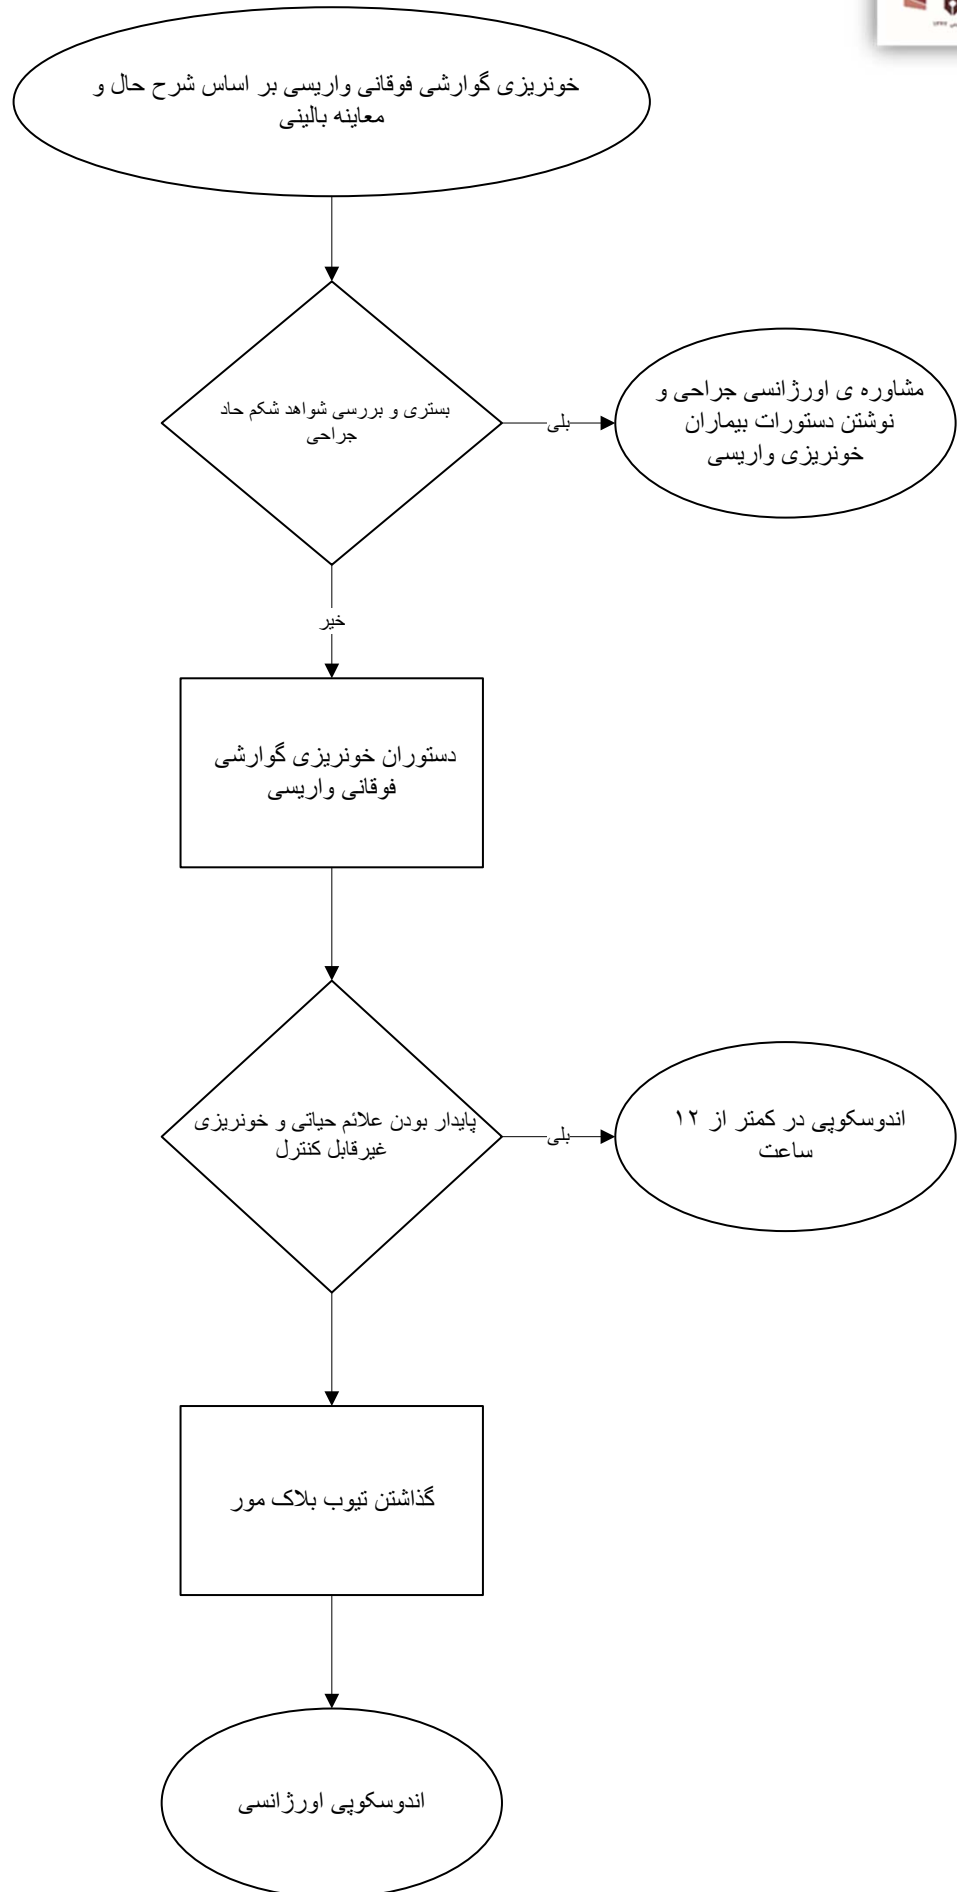 خونریزی گوارشی فوقانی واریسی بر اساس شرح حال و
معاینه بالینی
بستری و بررسی شواهد شکم حاد
جراحی
بلی
مشاوره ی اورژانسی جراحی و
نوشتن دستورات بیماران
خونریزی واریسی
خیر
دستوران خونریزی گوارشی
فوقانی واریسی
پایدار بودن علائم حیاتی و خونریزی
غیرقابل کنترل
بلی
اندوسکوپی در کمتر از ۱۲
ساعت
گذاشتن تیوب بلاک مور
اندوسکوپی اورژانسی